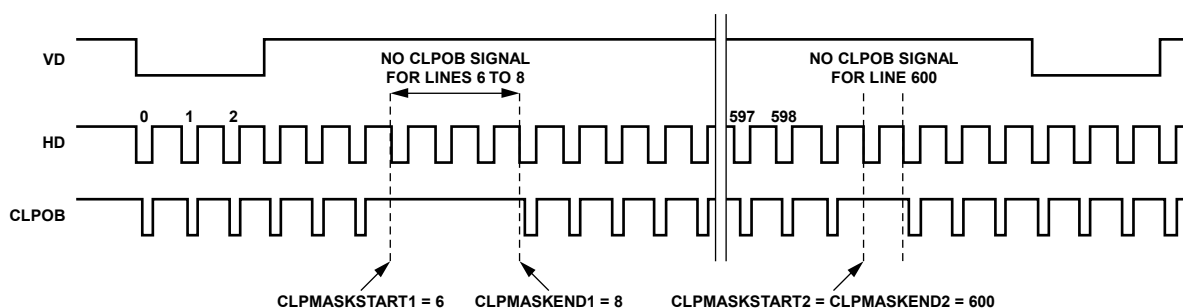 VD
NO CLPOB SIGNAL
FOR LINES 6 TO 8
NO CLPOB SIGNAL
FOR LINE 600
0 1 2 597 598
HD
CLPOB
CLPMASKSTART1 = 6 CLPMASKEND1 = 8 CLPMASKSTART2 = CLPMASKEND2 = 600